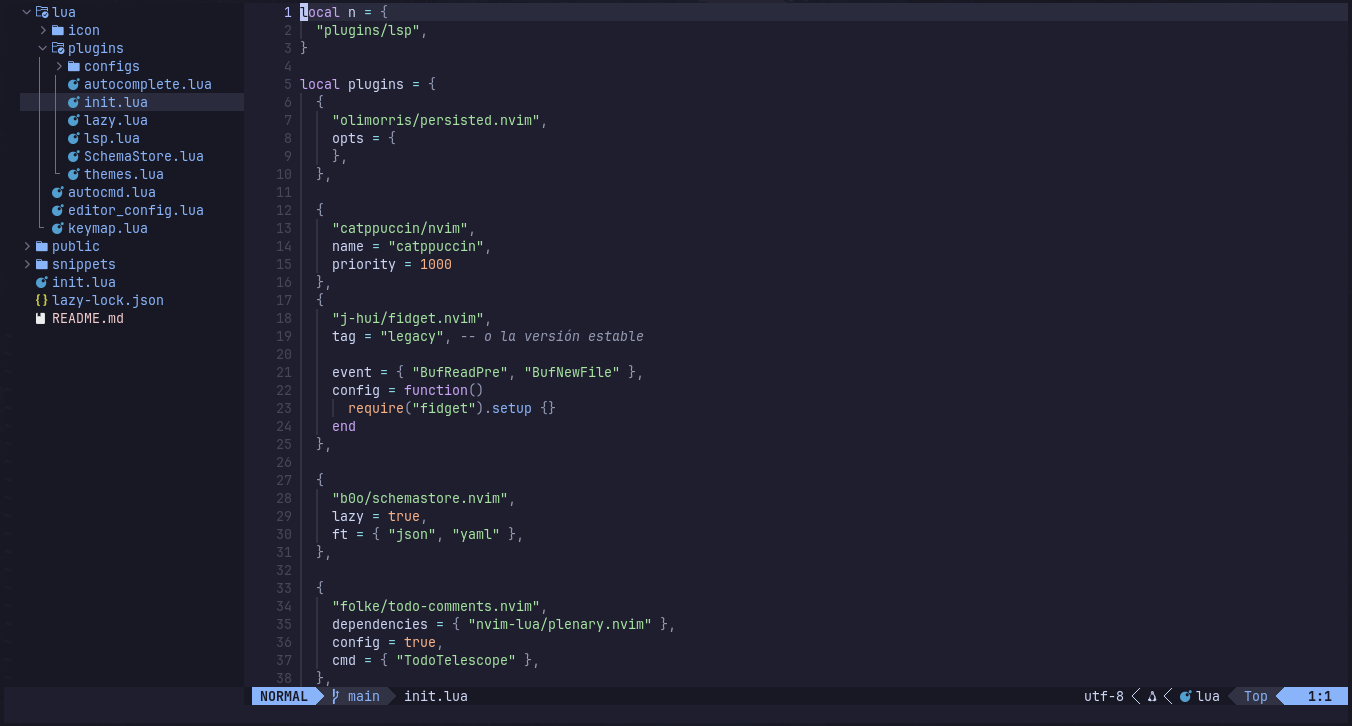 lua
icon
plugins
configs
autocomplete.lua
init.lua
lazy.lua
lsp.lua
SchemaStore.lua
themes.lua
autocmd.lua
editor_config.lua
keymap.lua
public
snippets
init.lua
{} lazy-lock.json
README.md
1 local n = {
2 "plugins/lsp",
3 }
4
5 local plugins = {
6 {
7 "olimorris/persisted.nvim",
8 opts = {
9 },
10 },
11
12 {
13 "catppuccin/nvim",
14 name = "catppuccin",
15 priority = 1000
16 },
17 {
18 "j-hui/fidget.nvim",
19 tag = "legacy", -- o la versión estable
20
21 event = { "BufReadPre", "BufNewFile" },
22 config = function()
23 require("fidget").setup {}
24 end
25 },
26
27 {
28 "b0o/schemastore.nvim",
29 lazy = true,
30 ft = { "json", "yaml" },
31 },
32
33 {
34 "folke/todo-comments.nvim",
35 dependencies = { "nvim-lua/plenary.nvim" },
36 config = true,
37 cmd = { "TodoTelescope" },
38 },
NORMAL main init.lua utf-8 lua Top 1:1